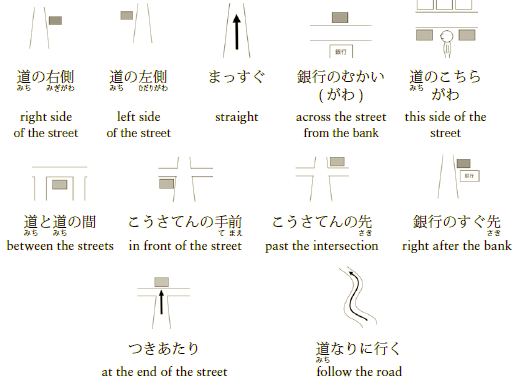 道の右側 道の左側 まっすぐ 銀行 銀行のむかい 道のこちら
みち みぎがわ みち ひだりがわ (がわ) みち がわ
right side left side straight across the street this side of the
of the street of the street from the bank street
銀行
道と道の間 こうさてんの手前 こうさてんの先 銀行のすぐ先
みち みち て まえ さき さき
between the streets in front of the street past the intersection right after the bank
つきあたり 道なりに行く
みち
at the end of the street follow the road